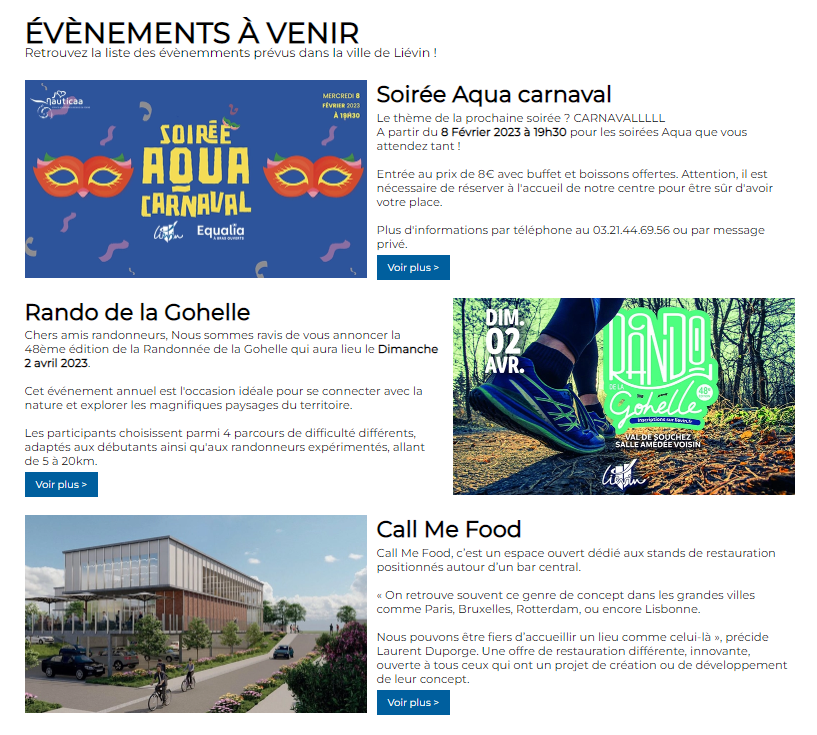 ÉVÈNEMENTS À VENIR
Retrouvez la liste des évènemments prévus dans la ville de Liévin !
nauticaa
MERCREDI 8
FÉVRIER 2023
À 19H30
SOIRÉE
AQUA
CARNAVAL
Liévin
Equalia
À BRAS OUVERTS
Soirée Aqua carnaval
Le thème de la prochaine soirée ? CARNAVALLLLL
A partir du 8 Février 2023 à 19h30 pour les soirées Aqua que vous
attendez tant !
Entrée au prix de 8€ avec buffet et boissons offertes. Attention, il est
nécessaire de réserver à l'accueil de notre centre pour être sûr d'avoir
votre place.
Plus d'informations par téléphone au 03.21.44.69.56 ou par message
privé.
Voir plus >
Rando de la Gohelle
Chers amis randonneurs, Nous sommes ravis de vous annoncer la
48ème édition de la Randonnée de la Gohelle qui aura lieu le Dimanche
2 avril 2023.
Cet événement annuel est l'occasion idéale pour se connecter avec la
nature et explorer les magnifiques paysages du territoire.
Les participants choisissent parmi 4 parcours de difficulté différents,
adaptés aux débutants ainsi qu'aux randonneurs expérimentés, allant
de 5 à 20km.
Voir plus >
DIM.
02
AVR.
RANDO
DE LA
Gohelle
48e
inscriptions sur lievin.fr
VAL DE SOUCHEZ
SALLE AMÉDÉE VOISIN
Liévin
Call Me Food
Call Me Food, c'est un espace ouvert dédié aux stands de restauration
positionnés autour d'un bar central.
« On retrouve souvent ce genre de concept dans les grandes villes
comme Paris, Bruxelles, Rotterdam, ou encore Lisbonne.
Nous pouvons être fiers d'accueillir un lieu comme celui-là », précide
Laurent Duporge. Une offre de restauration différente, innovante,
ouverte à tous ceux qui ont un projet de création ou de développement
de leur concept.
Voir plus >